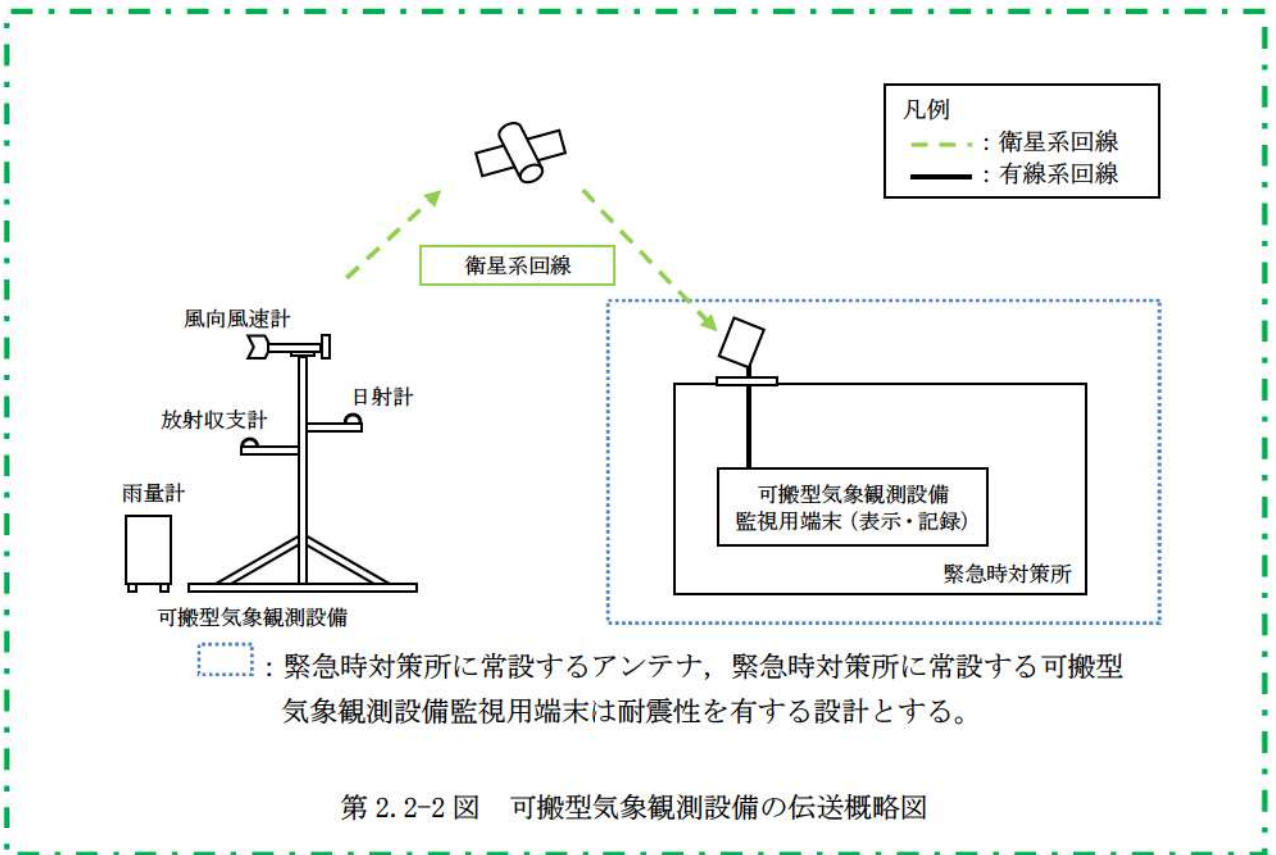 凡例
：衛星系回線
：有線系回線
衛星系回線
風向風速計
日射計
放射収支計
雨量計
可搬型気象観測設備
可搬型気象観測設備
監視用端末（表示・記録）
緊急時対策所
：緊急時対策所に常設するアンテナ，緊急時対策所に常設する可搬型
気象観測設備監視用端末は耐震性を有する設計とする。
第 2.2-2 図　可搬型気象観測設備の伝送概略図